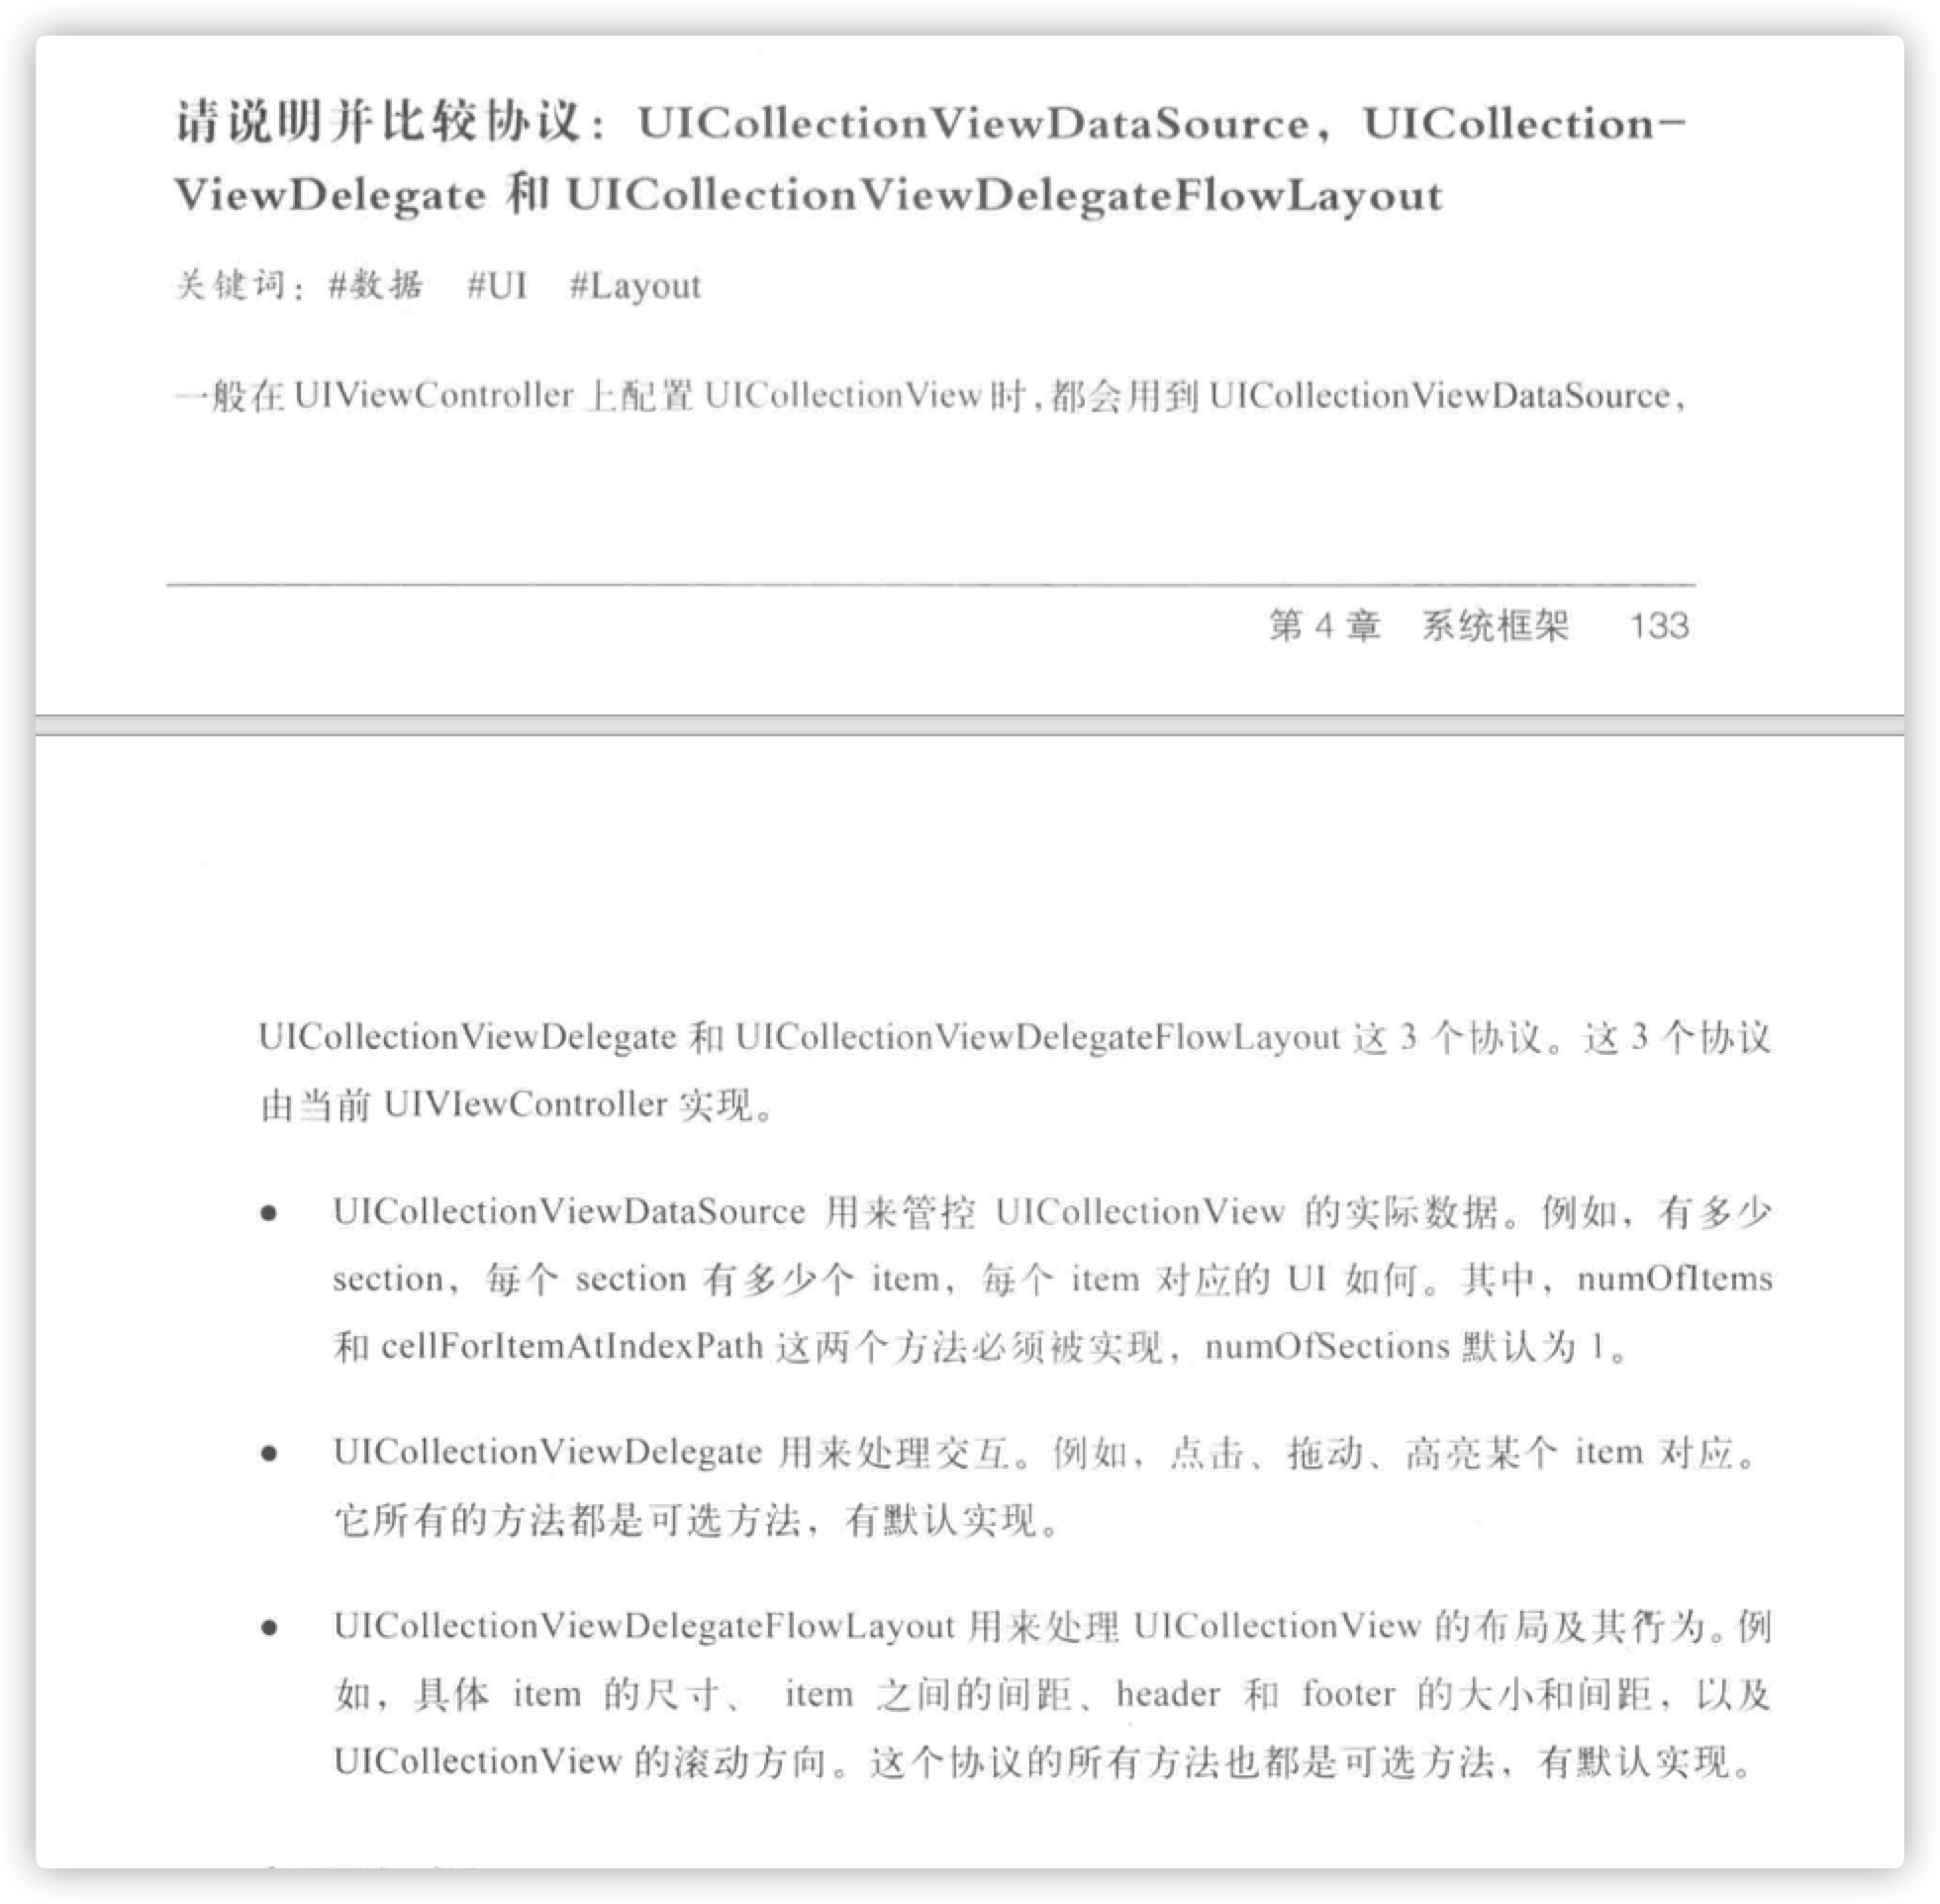 请说明并比较协议：UICollectionViewDataSource，UICollection-
ViewDelegate 和 UICollectionViewDelegateFlowLayout
关键词：#数据 #UI #Layout
一般在 UIViewController 上配置 UICollectionView 时，都会用到 UICollectionViewDataSource，
第 4 章 系统框架 133
UICollectionViewDelegate 和 UICollectionViewDelegateFlowLayout 这 3 个协议。这 3 个协议
由当前 UIVIewController 实现。
● UICollectionViewDataSource 用来管控 UICollectionView 的实际数据。例如，有多少
section，每个 section 有多少个 item，每个 item 对应的 UI 如何。其中，numOfItems
和 cellForItemAtIndexPath 这两个方法必须被实现，numOfSections 默认为 1。
● UICollectionViewDelegate 用来处理交互。例如，点击、拖动、高亮某个 item 对应。
它所有的方法都是可选方法，有默认实现。
● UICollectionViewDelegateFlowLayout 用来处理 UICollectionView 的布局及其行为。例
如，具体 item 的尺寸、 item 之间的间距、header 和 footer 的大小和间距，以及
UICollectionView 的滚动方向。这个协议的所有方法也都是可选方法，有默认实现。